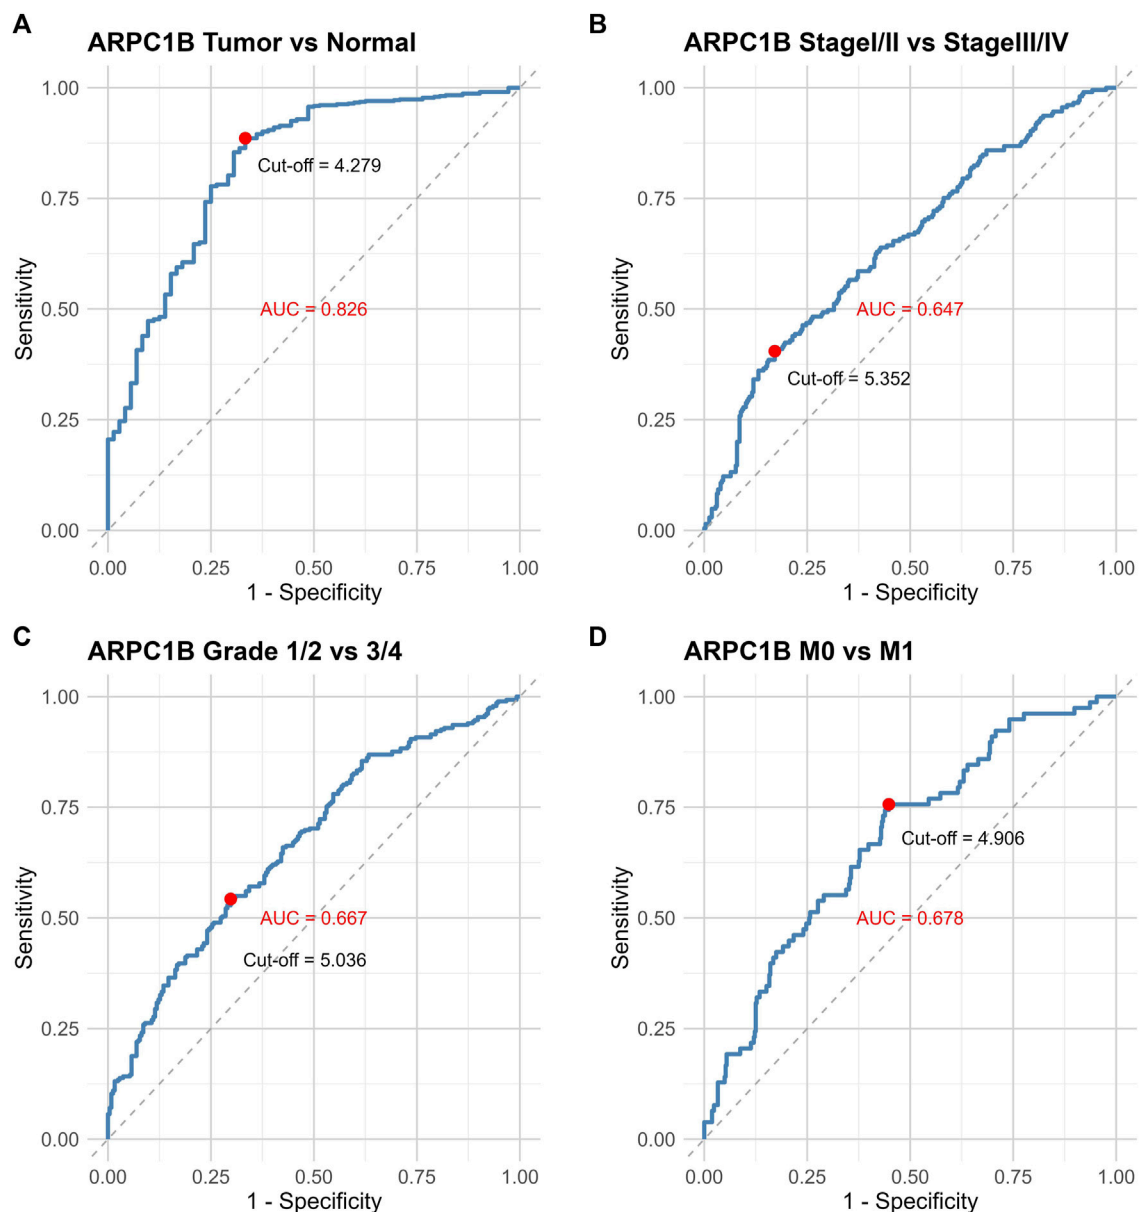 A
ARPC1B Tumor vs Normal
1.00
0.75
0.50
0.25
0.00
Sensitivity
Cut-off = 4.279
AUC = 0.826
0.00 0.25 0.50 0.75 1.00
1 - Specificity
B
ARPC1B StageI/II vs StageIII/IV
1.00
0.75
0.50
0.25
0.00
Sensitivity
AUC = 0.647
Cut-off = 5.352
0.00 0.25 0.50 0.75 1.00
1 - Specificity
C
ARPC1B Grade 1/2 vs 3/4
1.00
0.75
0.50
0.25
0.00
Sensitivity
AUC = 0.667
Cut-off = 5.036
0.00 0.25 0.50 0.75 1.00
1 - Specificity
D
ARPC1B M0 vs M1
1.00
0.75
0.50
0.25
0.00
Sensitivity
Cut-off = 4.906
AUC = 0.678
0.00 0.25 0.50 0.75 1.00
1 - Specificity